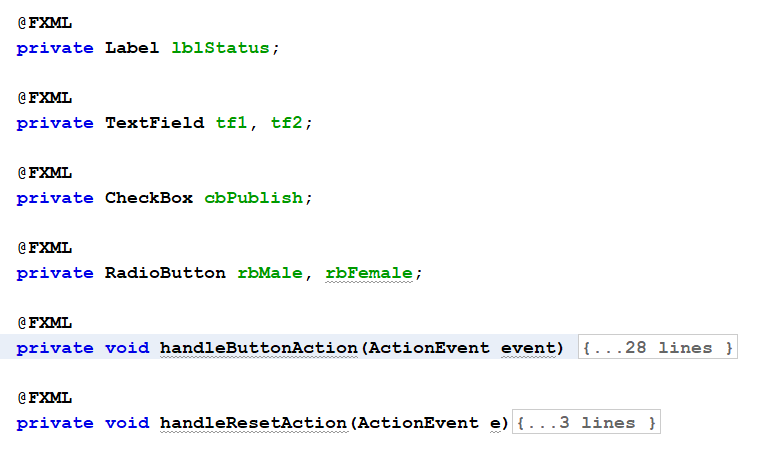 @FXML
private Label lblStatus;
@FXML
private TextField tf1, tf2;
@FXML
private CheckBox cbPublish;
@FXML
private RadioButton rbMale, rbFemale;
@FXML
private void handleButtonAction(ActionEvent event) {...28 lines }
@FXML
private void handleResetAction(ActionEvent e){...3 lines }